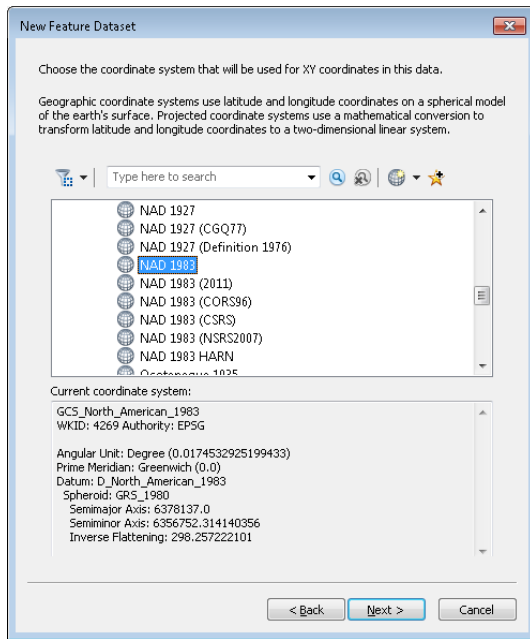 New Feature Dataset
Choose the coordinate system that will be used for XY coordinates in this data.
Geographic coordinate systems use latitude and longitude coordinates on a spherical model
of the earth's surface. Projected coordinate systems use a mathematical conversion to
transform latitude and longitude coordinates to a two-dimensional linear system.
Type here to search
NAD 1927
NAD 1927 (CGQ77)
NAD 1927 (Definition 1976)
NAD 1983
NAD 1983 (2011)
NAD 1983 (CORS96)
NAD 1983 (CSRS)
NAD 1983 (NSRS2007)
NAD 1983 HARN
Ocotepeque 1935
Current coordinate system:
GCS_North_American_1983
WKID: 4269 Authority: EPSG
Angular Unit: Degree (0.0174532925199433)
Prime Meridian: Greenwich (0.0)
Datum: D_North_American_1983
Spheroid: GRS_1980
Semimajor Axis: 6378137.0
Semiminor Axis: 6356752.314140356
Inverse Flattening: 298.257222101
< Back
Next >
Cancel